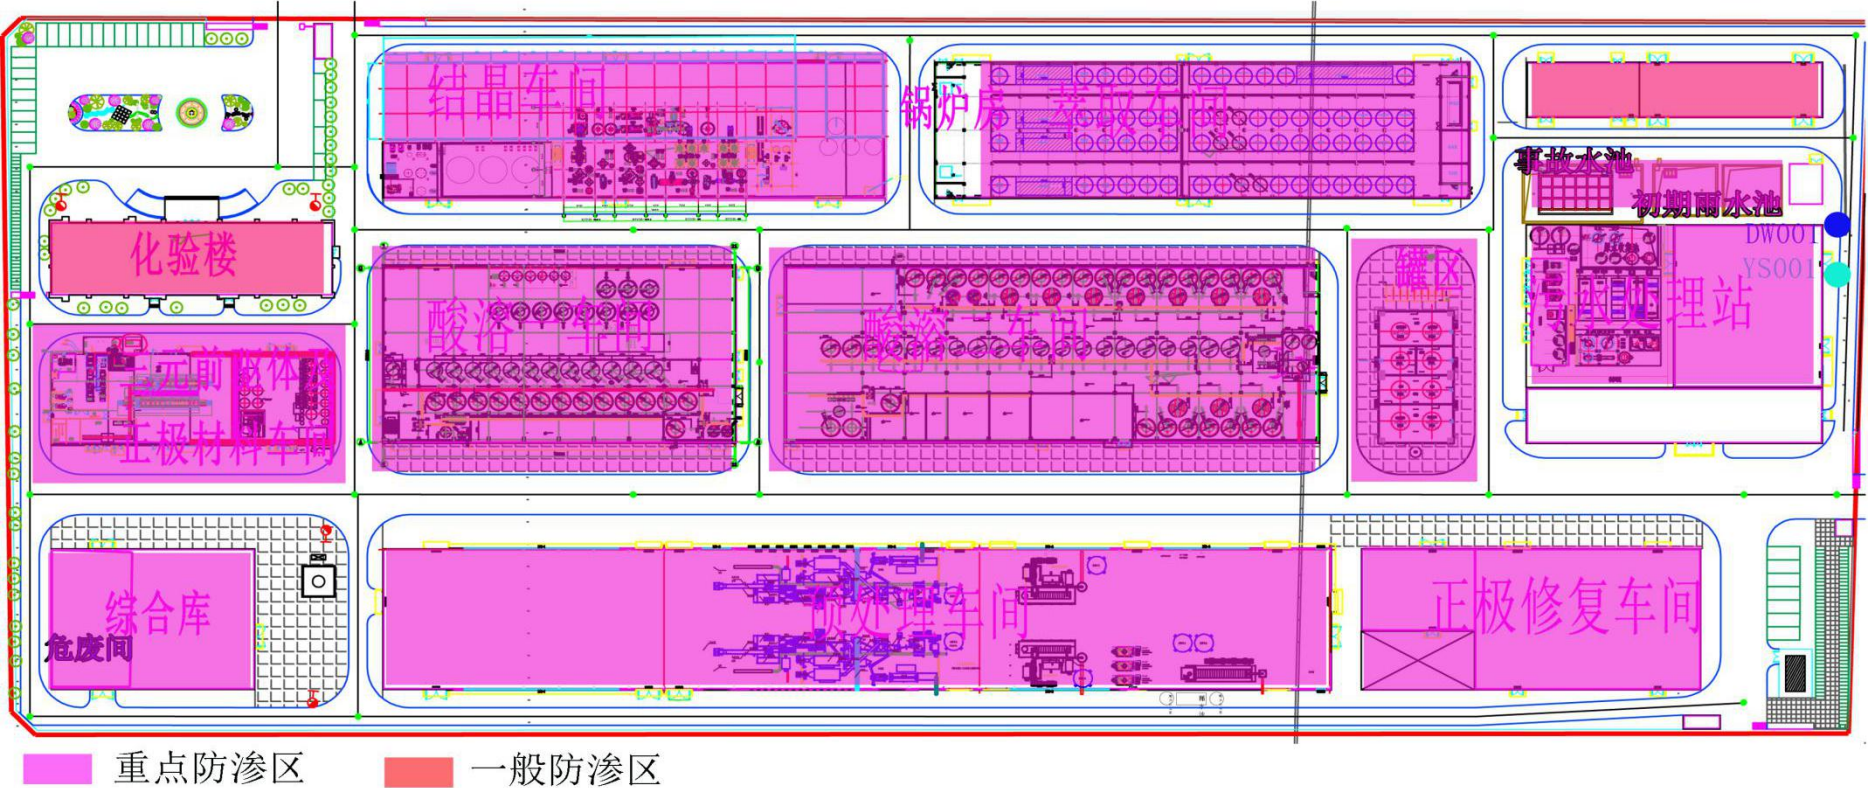 结晶车间
锅炉房
萃取车间
事故水池
初期雨水池
DW001
YS001
化验楼
酸溶一车间
酸溶二车间
罐区
污水处理站
三元前驱体
正极材料车间
综合库
危废间
预处理车间
正极修复车间
重点防渗区
一般防渗区